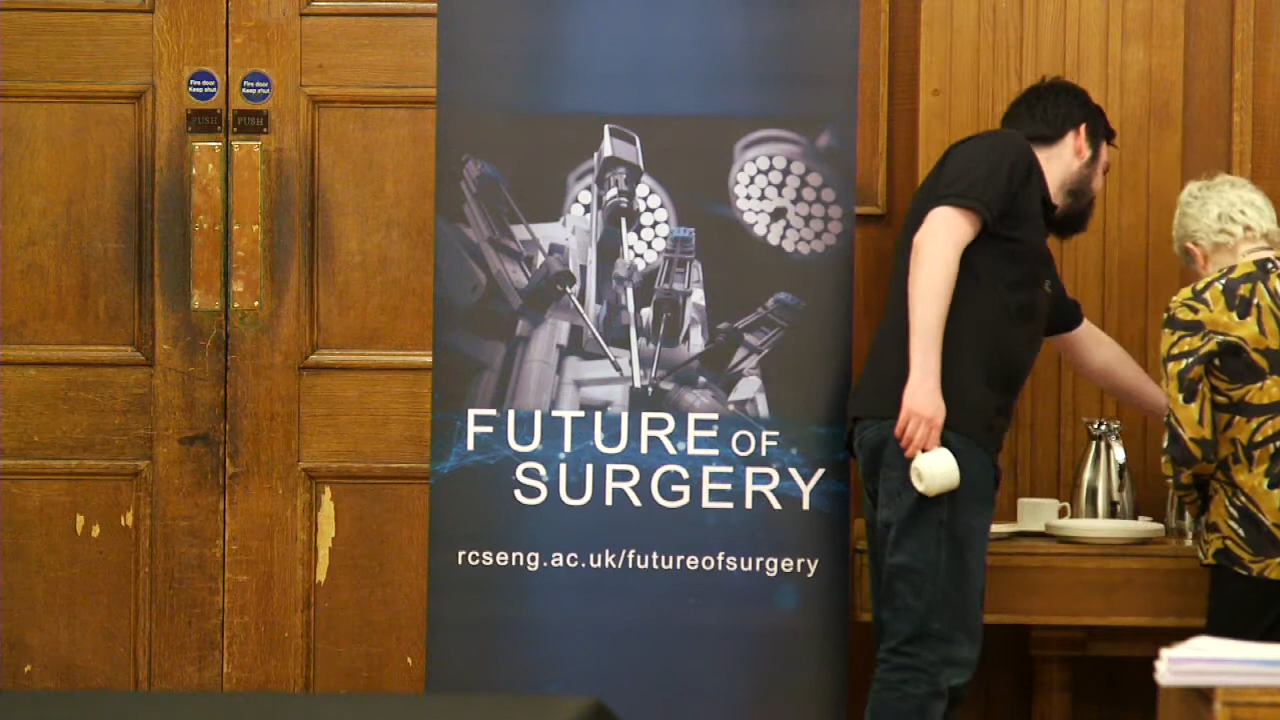 Fire door
Keep shut
Fire door
Keep shut
PUSH
PUSH
FUTURE OF
SURGERY
rcseng.ac.uk/futureofsurgery